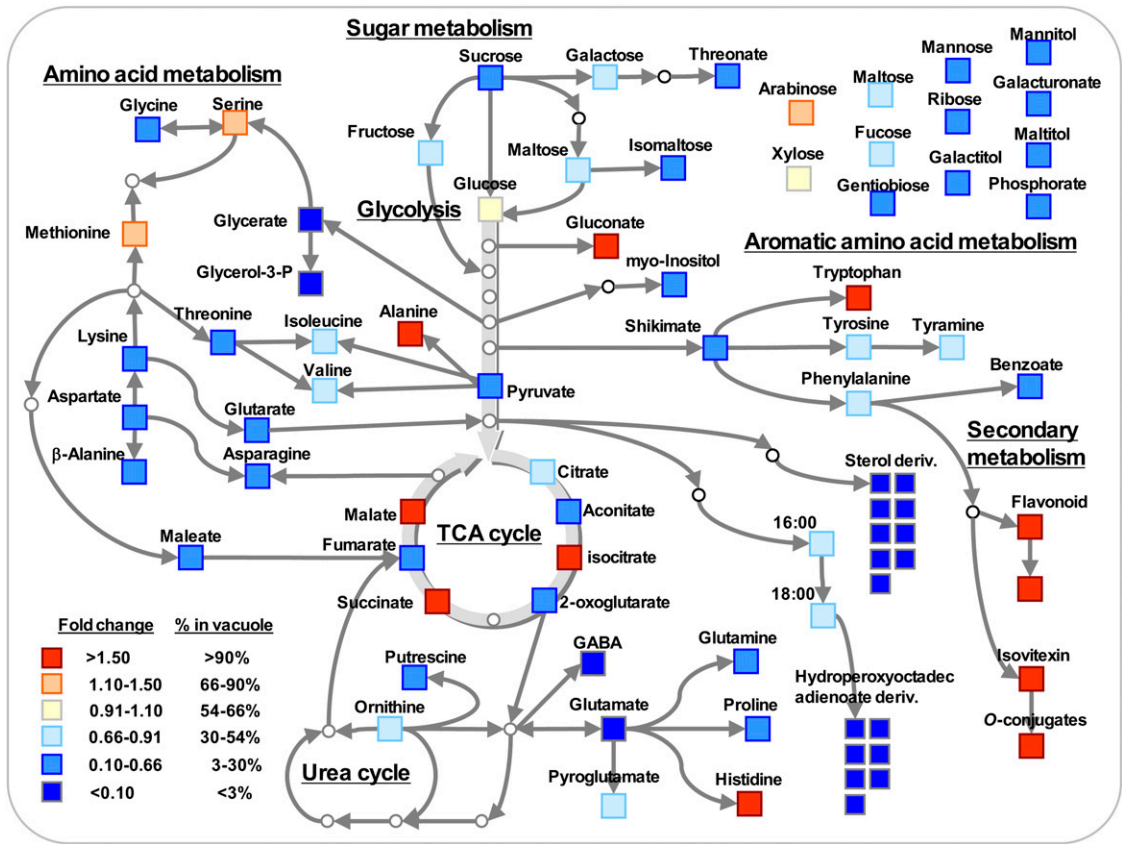 Sugar metabolism
Amino acid metabolism
Sucrose
Galactose
Threonate
Mannose
Mannitol
Glycine
Serine
Arabinose
Maltose
Ribose
Galacturonate
Fructose
Maltose
Isomaltose
Xylose
Fucose
Galactitol
Maltitol
Glucose
Gentiobiose
Phosphorate
Glycolysis
Methionine
Glycerate
Gluconate
Aromatic amino acid metabolism
Glycerol-3-P
myo-Inositol
Tryptophan
Threonine
Isoleucine
Alanine
Shikimate
Tyrosine
Tyramine
Lysine
Valine
Pyruvate
Phenylalanine
Benzoate
Aspartate
Glutarate
Secondary
metabolism
β-Alanine
Asparagine
Citrate
Sterol deriv.
Flavonoid
Malate
Aconitate
16:00
Maleate
Fumarate
TCA cycle
isocitrate
Succinate
2-oxoglutarate
18:00
Fold change % in vacuole
>1.50 >90%
1.10-1.50 66-90%
0.91-1.10 54-66%
0.66-0.91 30-54%
0.10-0.66 3-30%
<0.10 <3%
Putrescine
GABA
Glutamine
Isovitexin
Hydroperoxyoctadec
adienoate deriv.
Ornithine
Glutamate
Proline
O-conjugates
Urea cycle
Pyroglutamate
Histidine